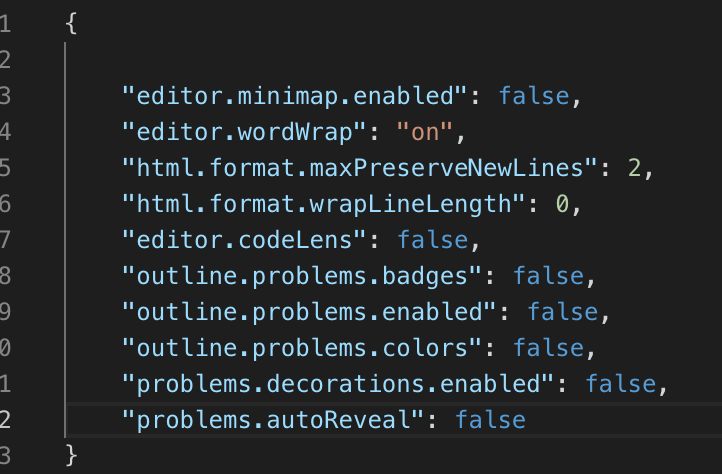 1 {
2
3 "editor.minimap.enabled": false,
4 "editor.wordWrap": "on",
5 "html.format.maxPreserveNewLines": 2,
6 "html.format.wrapLineLength": 0,
7 "editor.codeLens": false,
8 "outline.problems.badges": false,
9 "outline.problems.enabled": false,
0 "outline.problems.colors": false,
1 "problems.decorations.enabled": false,
2 "problems.autoReveal": false
3 }